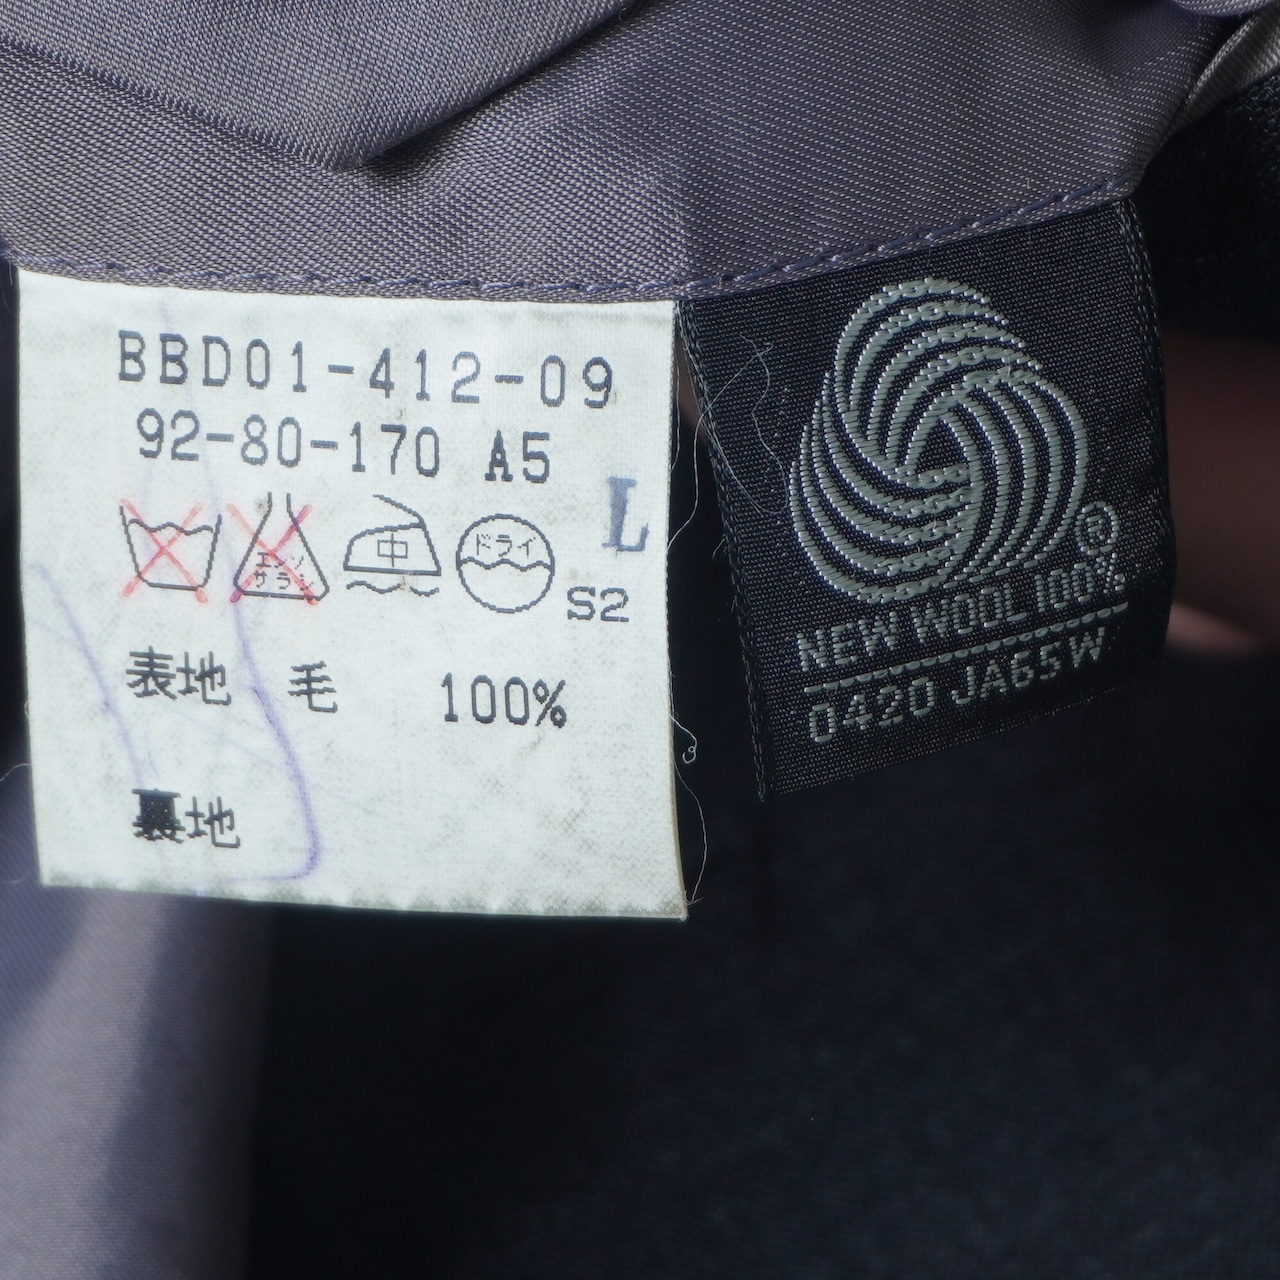 BBD01-412-09
92-80-170 A5
L
エンソ
サラシ
中
ドライ
S2
表地 毛 100%
裏地
®
NEW WOOL 100%
0420 JA65W